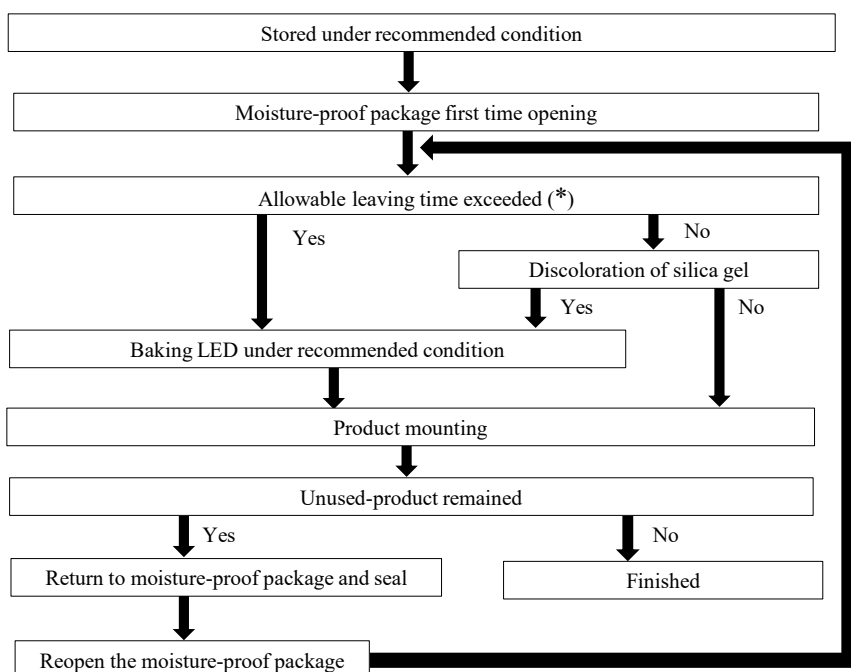 Stored under recommended condition
Moisture-proof package first time opening
Allowable leaving time exceeded (*)
Yes
No
Discoloration of silica gel
Yes
No
Baking LED under recommended condition
Product mounting
Unused-product remained
Yes
No
Return to moisture-proof package and seal
Finished
Reopen the moisture-proof package